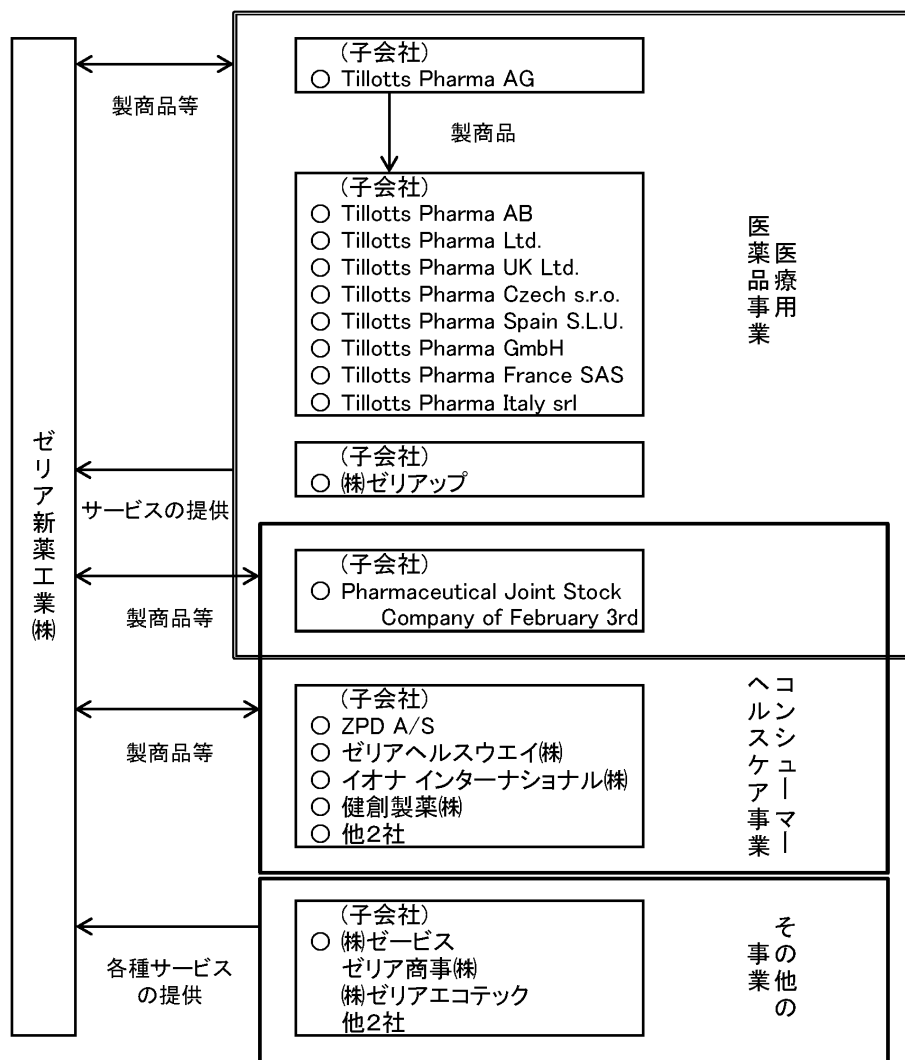 ゼリア新薬工業㈱
製商品等
(子会社)
○ Tillotts Pharma AG
製商品
(子会社)
○ Tillotts Pharma AB
○ Tillotts Pharma Ltd.
○ Tillotts Pharma UK Ltd.
○ Tillotts Pharma Czech s.r.o.
○ Tillotts Pharma Spain S.L.U.
○ Tillotts Pharma GmbH
○ Tillotts Pharma France SAS
○ Tillotts Pharma Italy srl
医療用
医薬品事業
サービスの提供
(子会社)
○ ㈱ゼリアップ
製商品等
(子会社)
○ Pharmaceutical Joint Stock
Company of February 3rd
製商品等
(子会社)
○ ZPD A/S
○ ゼリアヘルスウエイ㈱
○ イオナ インターナショナル㈱
○ 健創製薬㈱
○ 他2社
コンシューマー
ヘルスケア事業
各種サービス
の提供
(子会社)
○ ㈱ゼービス
ゼリア商事㈱
㈱ゼリアエコテック
他2社
その他の
事業